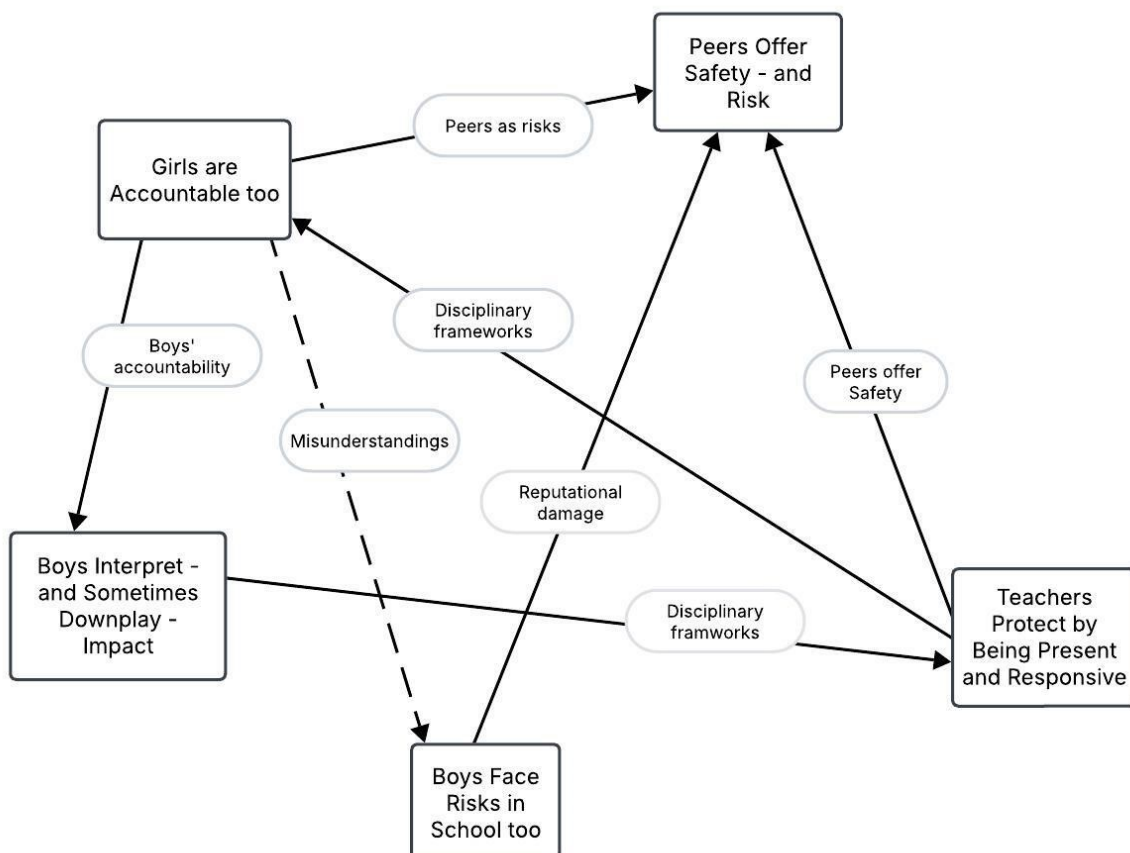 Peers Offer
Safety - and
Risk
Peers as risks
Girls are
Accountable too
Disciplinary
frameworks
Boys'
accountability
Peers offer
Safety
Misunderstandings
Reputational
damage
Boys Interpret -
and Sometimes
Downplay -
Impact
Disciplinary
framworks
Teachers
Protect by
Being Present
and Responsive
Boys Face
Risks in
School too